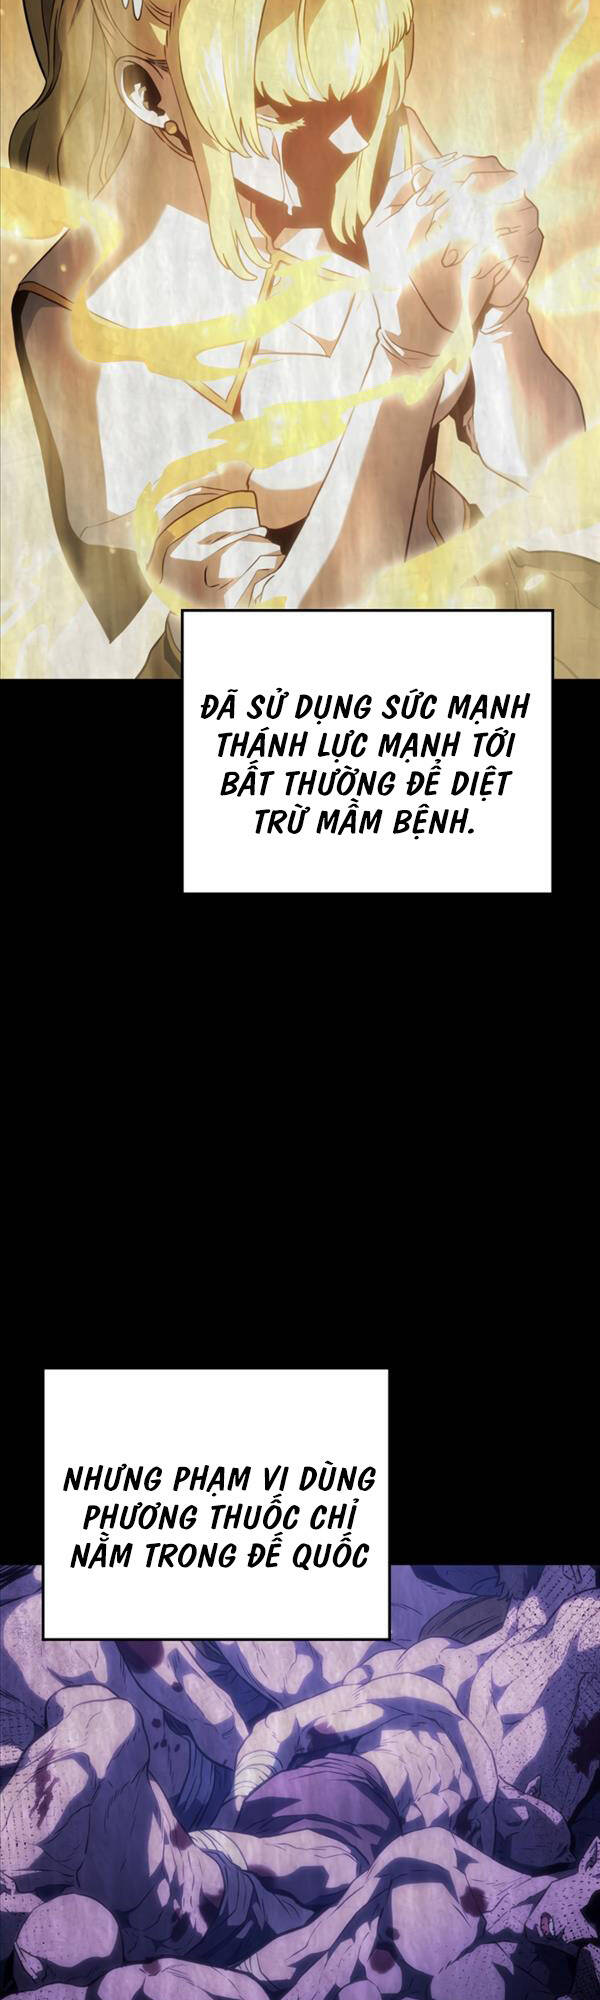 ĐÃ SỬ DỤNG SỨC MẠNH
THÁNH LỰC MẠNH TỚI
BẤT THƯỜNG ĐỂ DIỆT
TRỪ MẦM BỆNH.
NHƯNG PHẠM VI DÙNG
PHƯƠNG THUỐC CHỈ
NẰM TRONG ĐẾ QUỐC